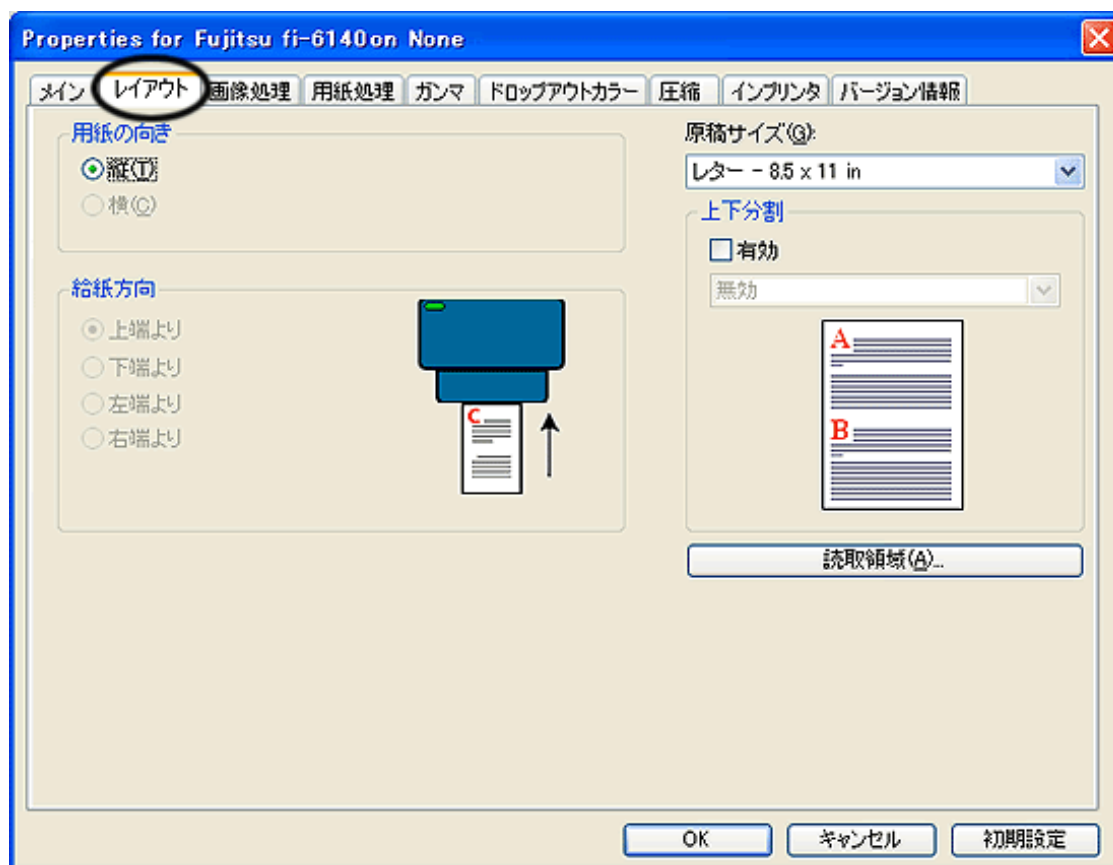 Properties for Fujitsu fi-6140on None
メイン レイアウト 画像処理 用紙処理 ガンマ ドロップアウトカラー 圧縮 インプリンタ バージョン情報
用紙の向き
縦(T)
横(C)
給紙方向
上端より
下端より
左端より
右端より
C
原稿サイズ(G):
レター - 8.5 x 11 in
上下分割
有効
無効
A
B
読取領域(A)...
OK キャンセル 初期設定